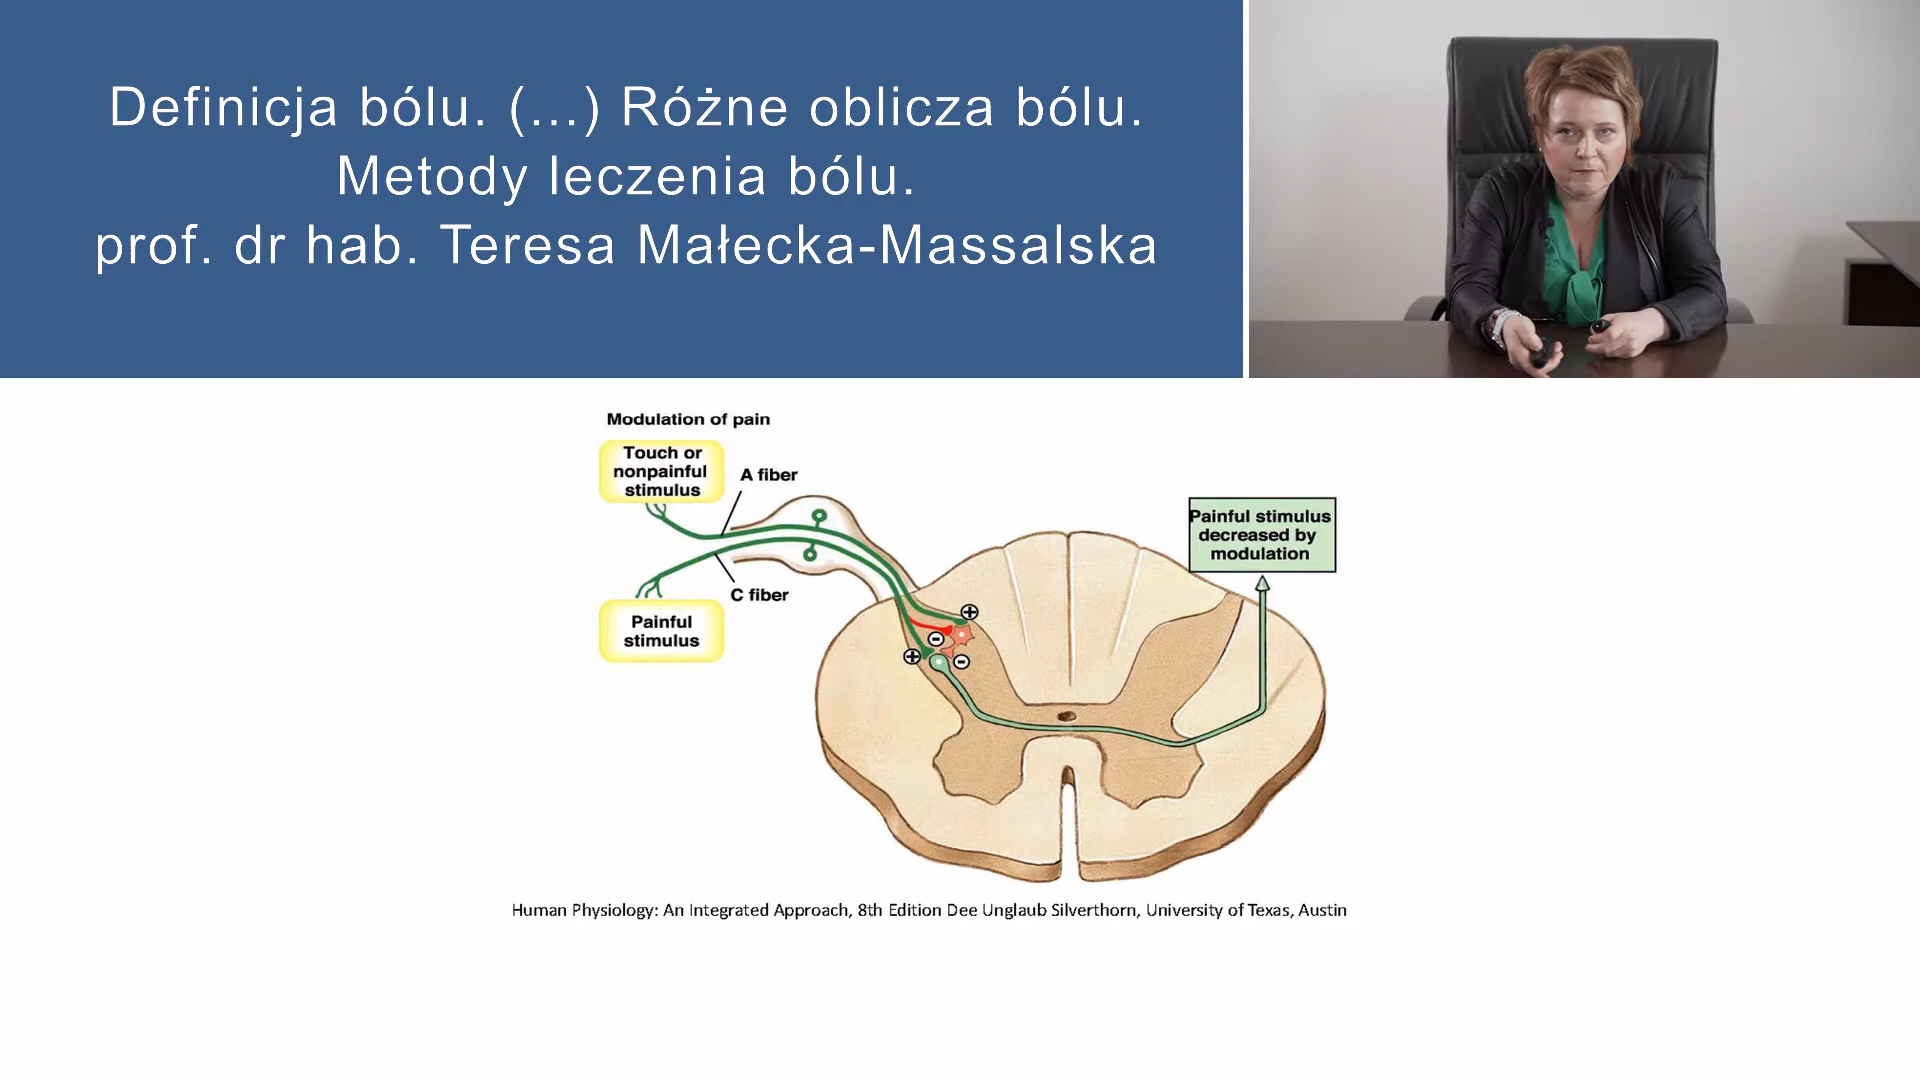 Definicja bólu. (...) Różne oblicza bólu.
Metody leczenia bólu.
prof. dr hab. Teresa Małecka-Massalska
Modulation of pain
Touch or
nonpainful
stimulus
A fiber
C fiber
Painful
stimulus
Painful stimulus
decreased by
modulation
+
-
+
-
Human Physiology: An Integrated Approach, 8th Edition Dee Unglaub Silverthorn, University of Texas, Austin